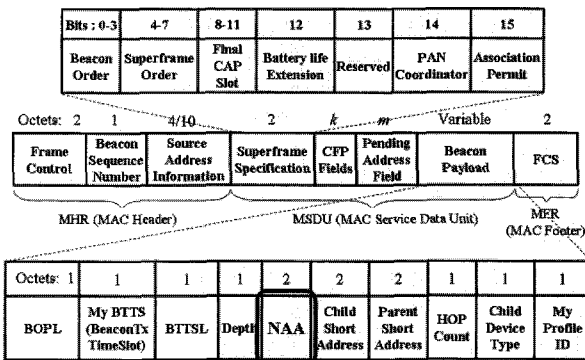 Bits : 0-3 4-7 8-11 12 13 14 15
Beacon Order Superframe Order Final CAP Slot Battery life Extension Reserved PAN Coordinator Association Permit
Octets: 2 1 4/10 2 k m Variable 2
Frame Control Beacon Sequence Number Source Address Information Superframe Specification CFP Fields Pending Address Field Beacon Payload FCS
MHR (MAC Header) MSDU (MAC Service Data Unit) MFR (MAC Footer)
Octets: 1 1 1 1 2 2 2 1 1 1
BOPL My BTTS (BeaconTx TimeSlot) BTTSL Depth NAA Child Short Address Parent Short Address HOP Count Child Device Type My Profile ID